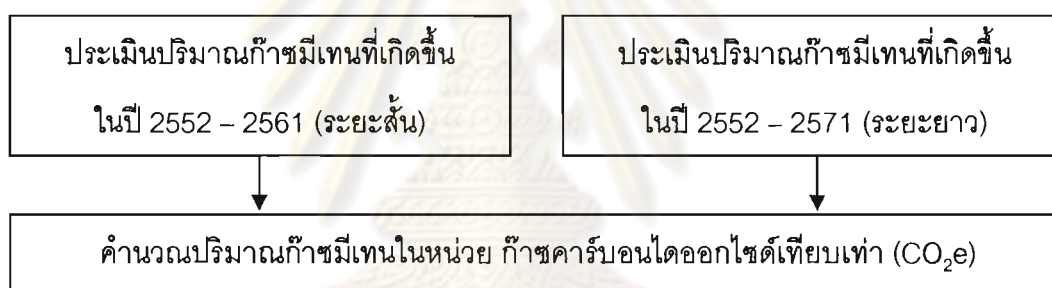 ประเมินปริมาณก๊าซมีเทนที่เกิดขึ้น
ในปี 2552 – 2561 (ระยะสั้น)
ประเมินปริมาณก๊าซมีเทนที่เกิดขึ้น
ในปี 2552 – 2571 (ระยะยาว)
คำนวณปริมาณก๊าซมีเทนในหน่วย ก๊าซคาร์บอนไดออกไซด์เทียบเท่า (CO₂e)